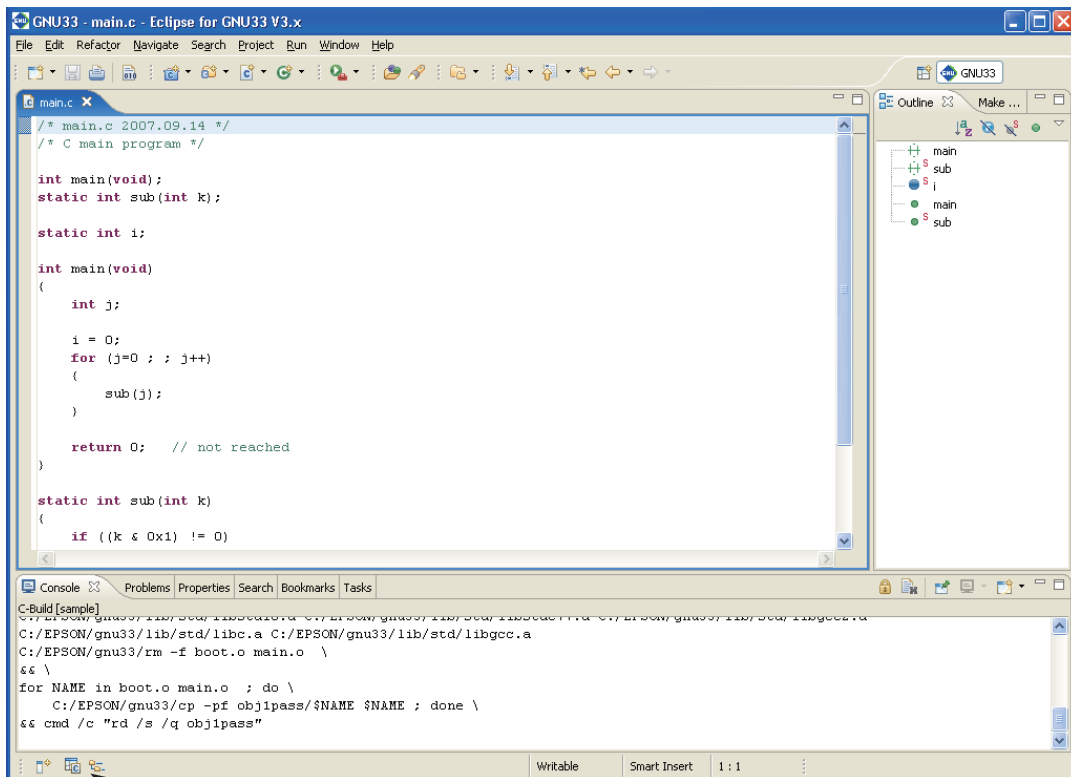 GNU33 - main.c - Eclipse for GNU33 V3.x
File Edit Refactor Navigate Search Project Run Window Help
GNU33
main.c
/* main.c 2007.09.14 */
/* C main program */
int main(void);
static int sub(int k);
static int i;
int main(void)
{
int j;
i = 0;
for (j=0 ; ; j++)
{
sub(j);
}
return 0; // not reached
}
static int sub(int k)
{
if ((k & 0x1) != 0)
Outline Make ...
main
S sub
S i
main
S sub
Console Problems Properties Search Bookmarks Tasks
C-Build [sample]
C:/EPSON/gnu33/lib/std/libc.a C:/EPSON/gnu33/lib/std/libgcc.a
C:/EPSON/gnu33/rm -f boot.o main.o \
&& \
for NAME in boot.o main.o ; do \
C:/EPSON/gnu33/cp -pf obj1pass/$NAME $NAME ; done \
&& cmd /c "rd /s /q obj1pass"
Writable Smart Insert 1 : 1